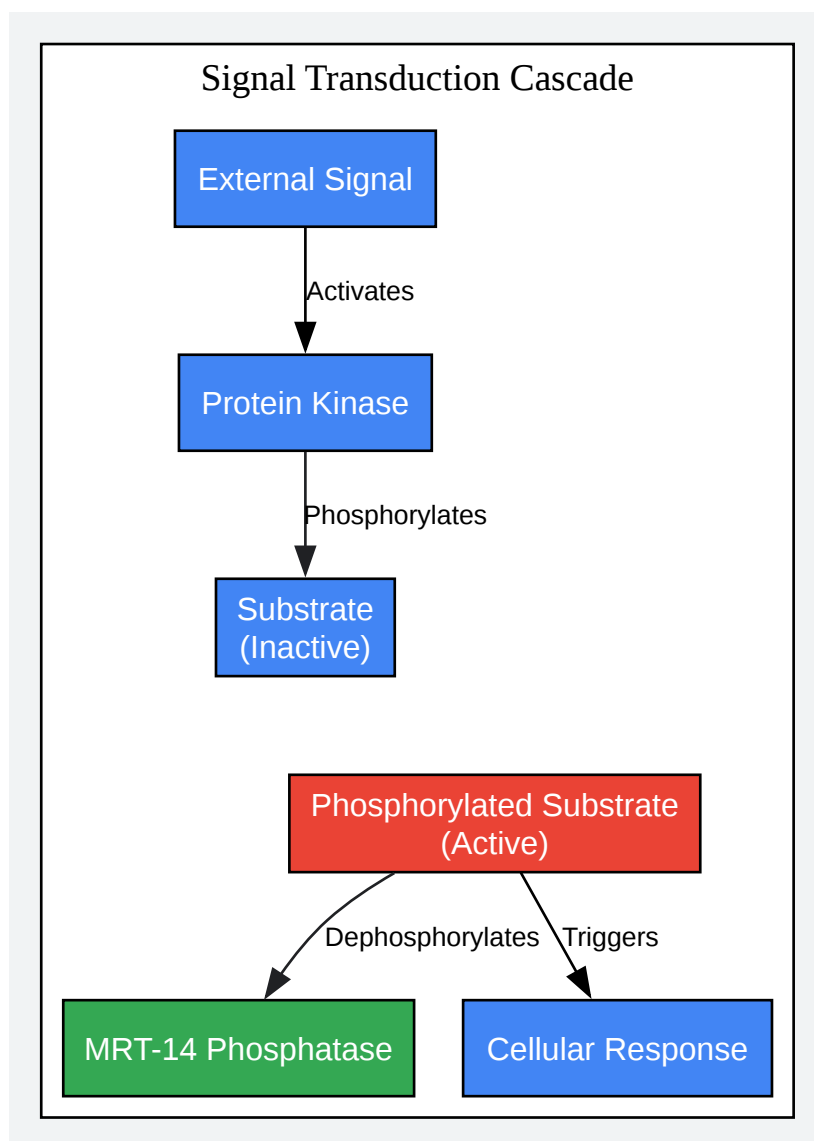 Signal Transduction Cascade
External Signal
Activates
Protein Kinase
Phosphorylates
Substrate
(Inactive)
Phosphorylated Substrate
(Active)
Dephosphorylates
Triggers
MRT-14 Phosphatase
Cellular Response